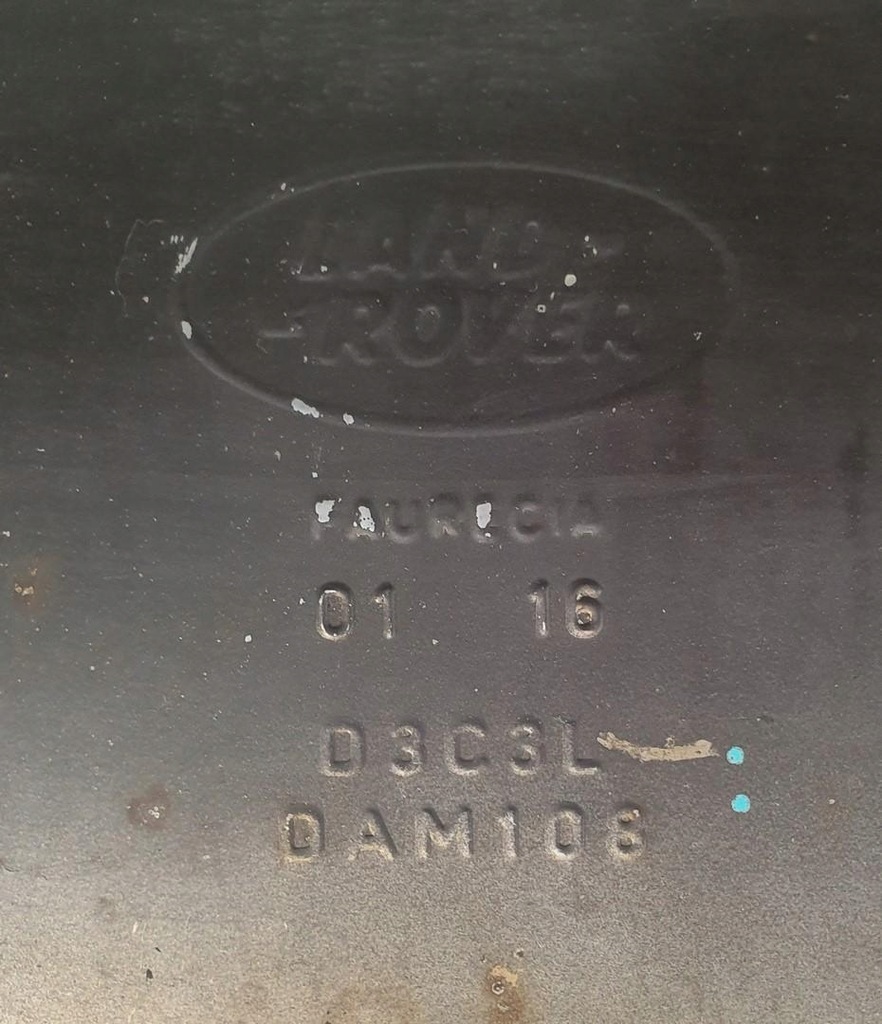 LAND-
-ROVER
FAURECIA
01 16
D3C3L
DAM108